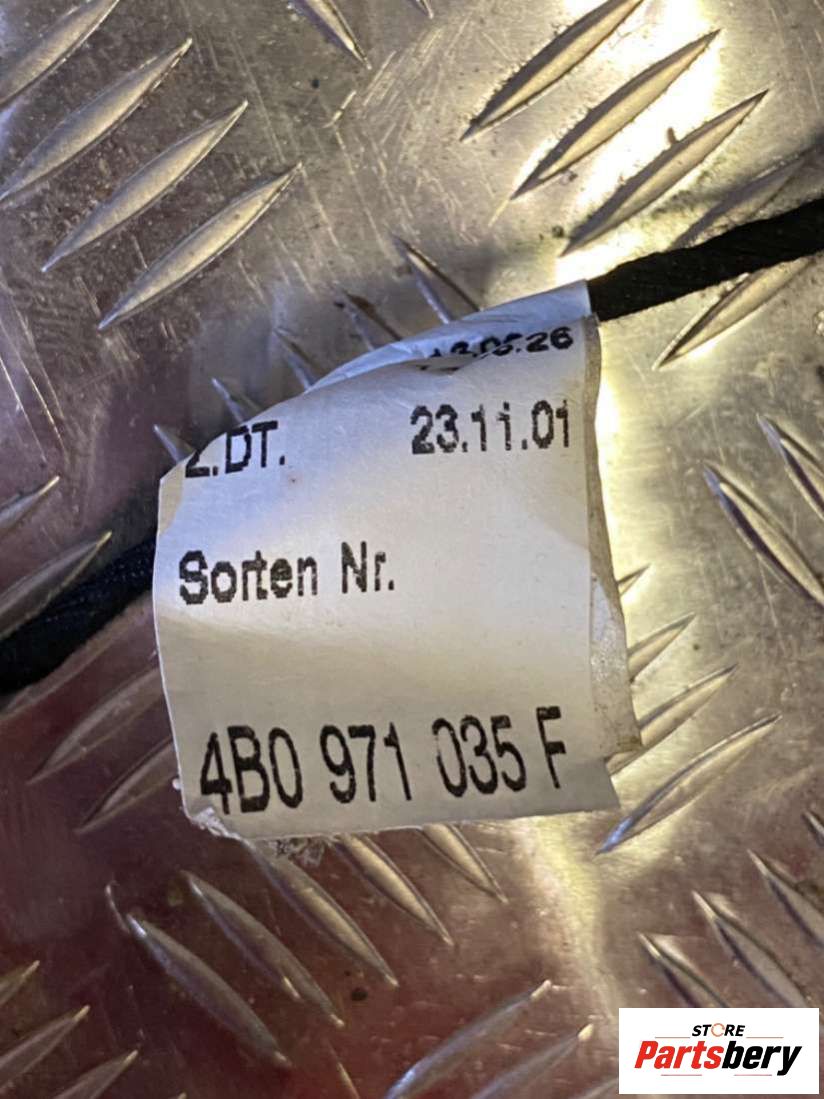 Z.DT. 23.11.01
Sorten Nr.
4B0 971 035 F
STORE
Partsbery